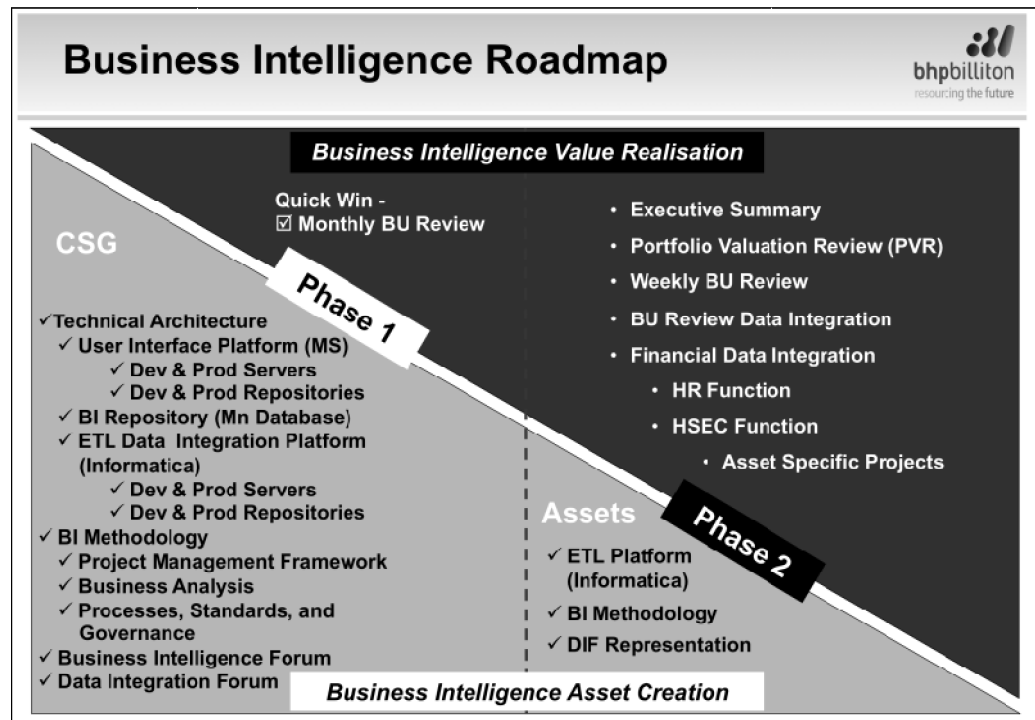 Business Intelligence Roadmap
bhpbilliton
resourcing the future
Business Intelligence Value Realisation
Quick Win -
☑ Monthly BU Review
• Executive Summary
• Portfolio Valuation Review (PVR)
• Weekly BU Review
• BU Review Data Integration
• Financial Data Integration
• HR Function
• HSEC Function
• Asset Specific Projects
CSG
Phase 1
✓Technical Architecture
✓ User Interface Platform (MS)
✓ Dev & Prod Servers
✓ Dev & Prod Repositories
✓ BI Repository (Mn Database)
✓ ETL Data Integration Platform
(Informatica)
✓ Dev & Prod Servers
✓ Dev & Prod Repositories
✓ BI Methodology
✓ Project Management Framework
✓ Business Analysis
✓ Processes, Standards, and
Governance
✓ Business Intelligence Forum
✓ Data Integration Forum
Assets
Phase 2
✓ ETL Platform
(Informatica)
✓ BI Methodology
✓ DIF Representation
Business Intelligence Asset Creation